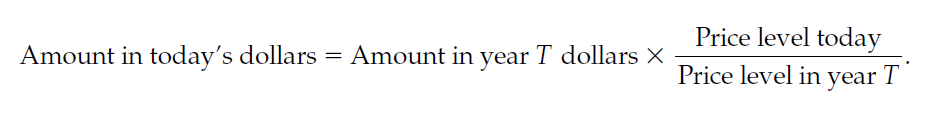 Amount in today's dollars = Amount in year T dollars × Price level today / Price level in year T.